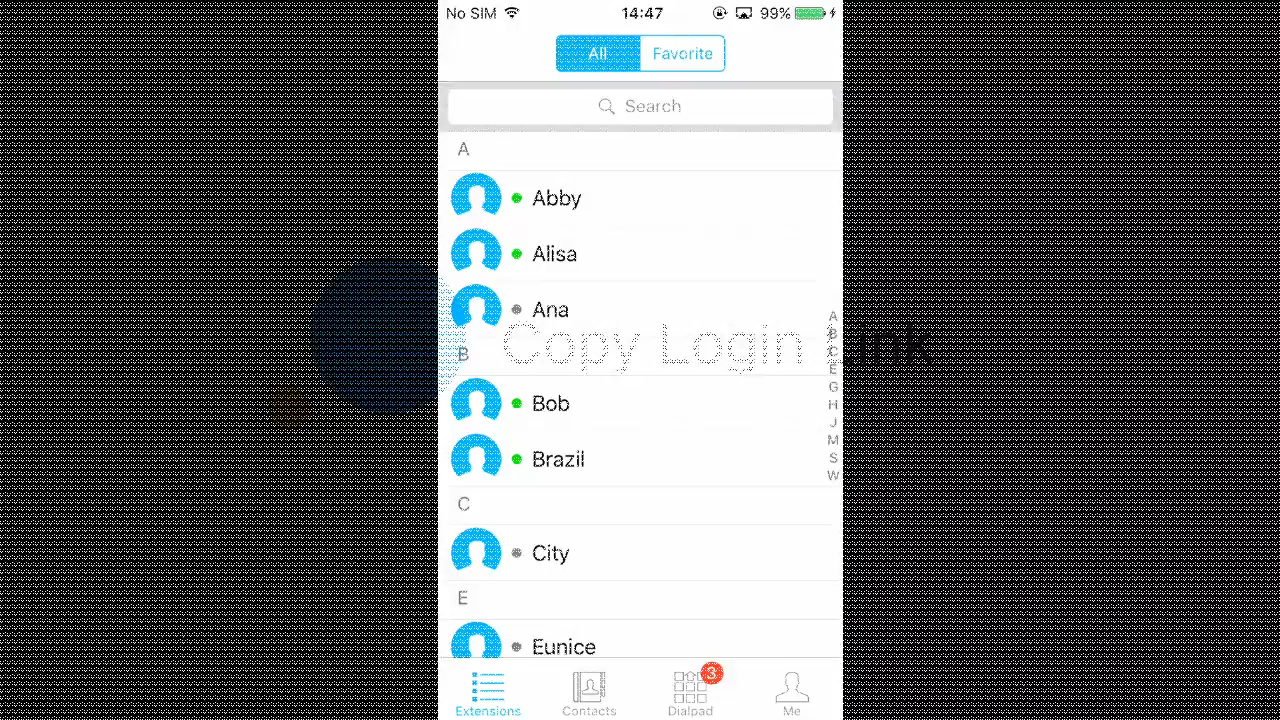 No SIM 14:47 99%
All Favorite
Search
A
Abby
Alisa
Ana
A
B
C
E
G
H
J
M
S
W
Copy Login Link
B
Bob
Brazil
C
City
E
Eunice
3
Extensions Contacts Dialpad Me